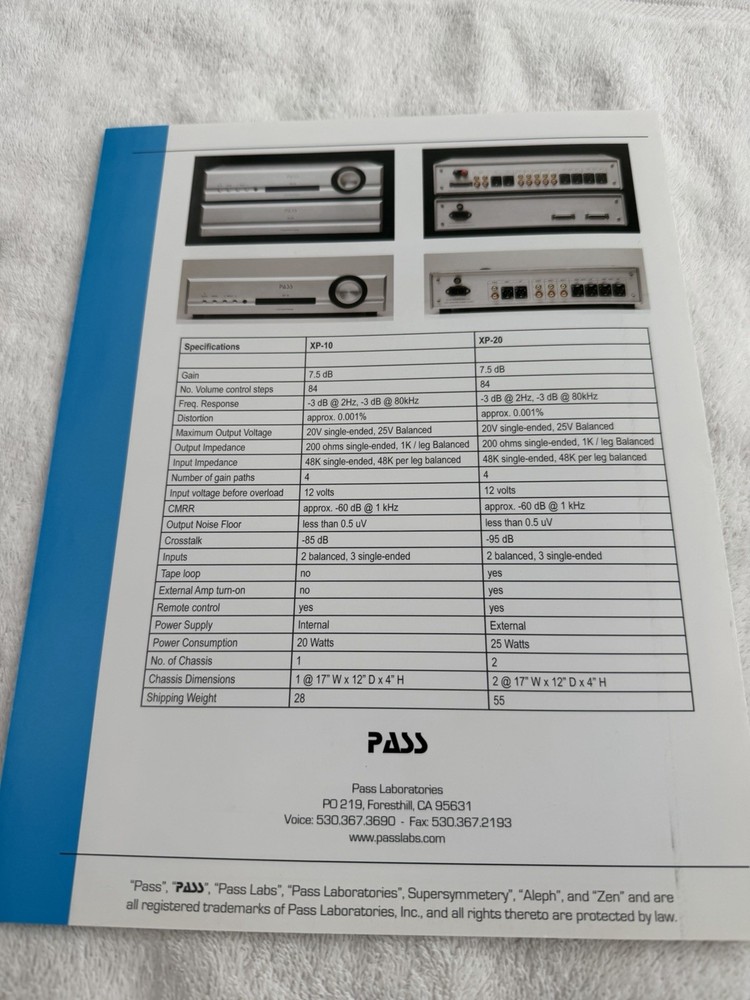 PASS
Specifications XP-10 XP-20
Gain 7.5 dB 7.5 dB
No. Volume control steps 84 84
Freq. Response -3 dB @ 2Hz, -3 dB @ 80kHz -3 dB @ 2Hz, -3 dB @ 80kHz
Distortion approx. 0.001% approx. 0.001%
Maximum Output Voltage 20V single-ended, 25V Balanced 20V single-ended, 25V Balanced
Output Impedance 200 ohms single-ended, 1K / leg Balanced 200 ohms single-ended, 1K / leg Balanced
Input Impedance 48K single-ended, 48K per leg balanced 48K single-ended, 48K per leg balanced
Number of gain paths 4 4
Input voltage before overload 12 volts 12 volts
CMRR approx. -60 dB @ 1 kHz approx. -60 dB @ 1 kHz
Output Noise Floor less than 0.5 uV less than 0.5 uV
Crosstalk -85 dB -95 dB
Inputs 2 balanced, 3 single-ended 2 balanced, 3 single-ended
Tape loop no yes
External Amp turn-on no yes
Remote control yes yes
Power Supply Internal External
Power Consumption 20 Watts 25 Watts
No. of Chassis 1 2
Chassis Dimensions 1 @ 17" W x 12" D x 4" H 2 @ 17" W x 12" D x 4" H
Shipping Weight 28 55
PASS
Pass Laboratories
PO 219, Foresthill, CA 95631
Voice: 530.367.3690 - Fax: 530.367.2193
www.passlabs.com
"Pass", "PASS", "Pass Labs", "Pass Laboratories", Supersymmetery", "Aleph", and "Zen" and are
all registered trademarks of Pass Laboratories, Inc., and all rights thereto are protected by law.